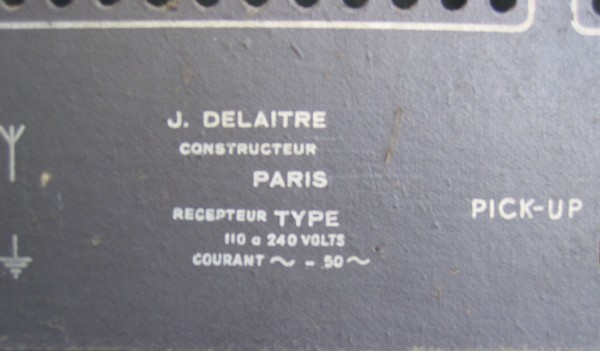 J. DELAITRE
CONSTRUCTEUR
PARIS
RECEPTEUR TYPE
110 a 240 VOLTS
COURANT ~ - 50 ~
PICK-UP